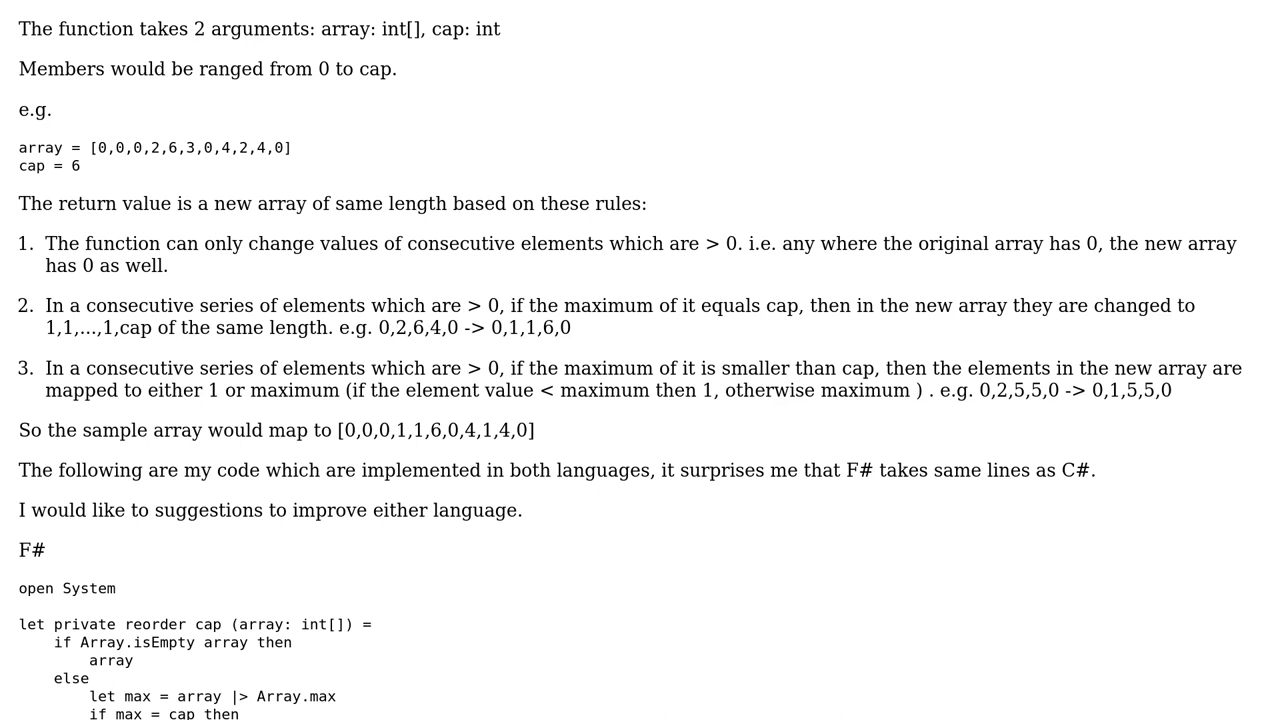 The function takes 2 arguments: array: int[], cap: int
Members would be ranged from 0 to cap.
e.g.
array = [0,0,0,2,6,3,0,4,2,4,0]
cap = 6
The return value is a new array of same length based on these rules:
1. The function can only change values of consecutive elements which are > 0. i.e. any where the original array has 0, the new array
has 0 as well.
2. In a consecutive series of elements which are > 0, if the maximum of it equals cap, then in the new array they are changed to
1,1,...,1,cap of the same length. e.g. 0,2,6,4,0 -> 0,1,1,6,0
3. In a consecutive series of elements which are > 0, if the maximum of it is smaller than cap, then the elements in the new array are
mapped to either 1 or maximum (if the element value < maximum then 1, otherwise maximum ) . e.g. 0,2,5,5,0 -> 0,1,5,5,0
So the sample array would map to [0,0,0,1,1,6,0,4,1,4,0]
The following are my code which are implemented in both languages, it surprises me that F# takes same lines as C#.
I would like to suggestions to improve either language.
F#
open System
let private reorder cap (array: int[]) =
    if Array.isEmpty array then
        array
    else
        let max = array |> Array.max
        if max = cap then